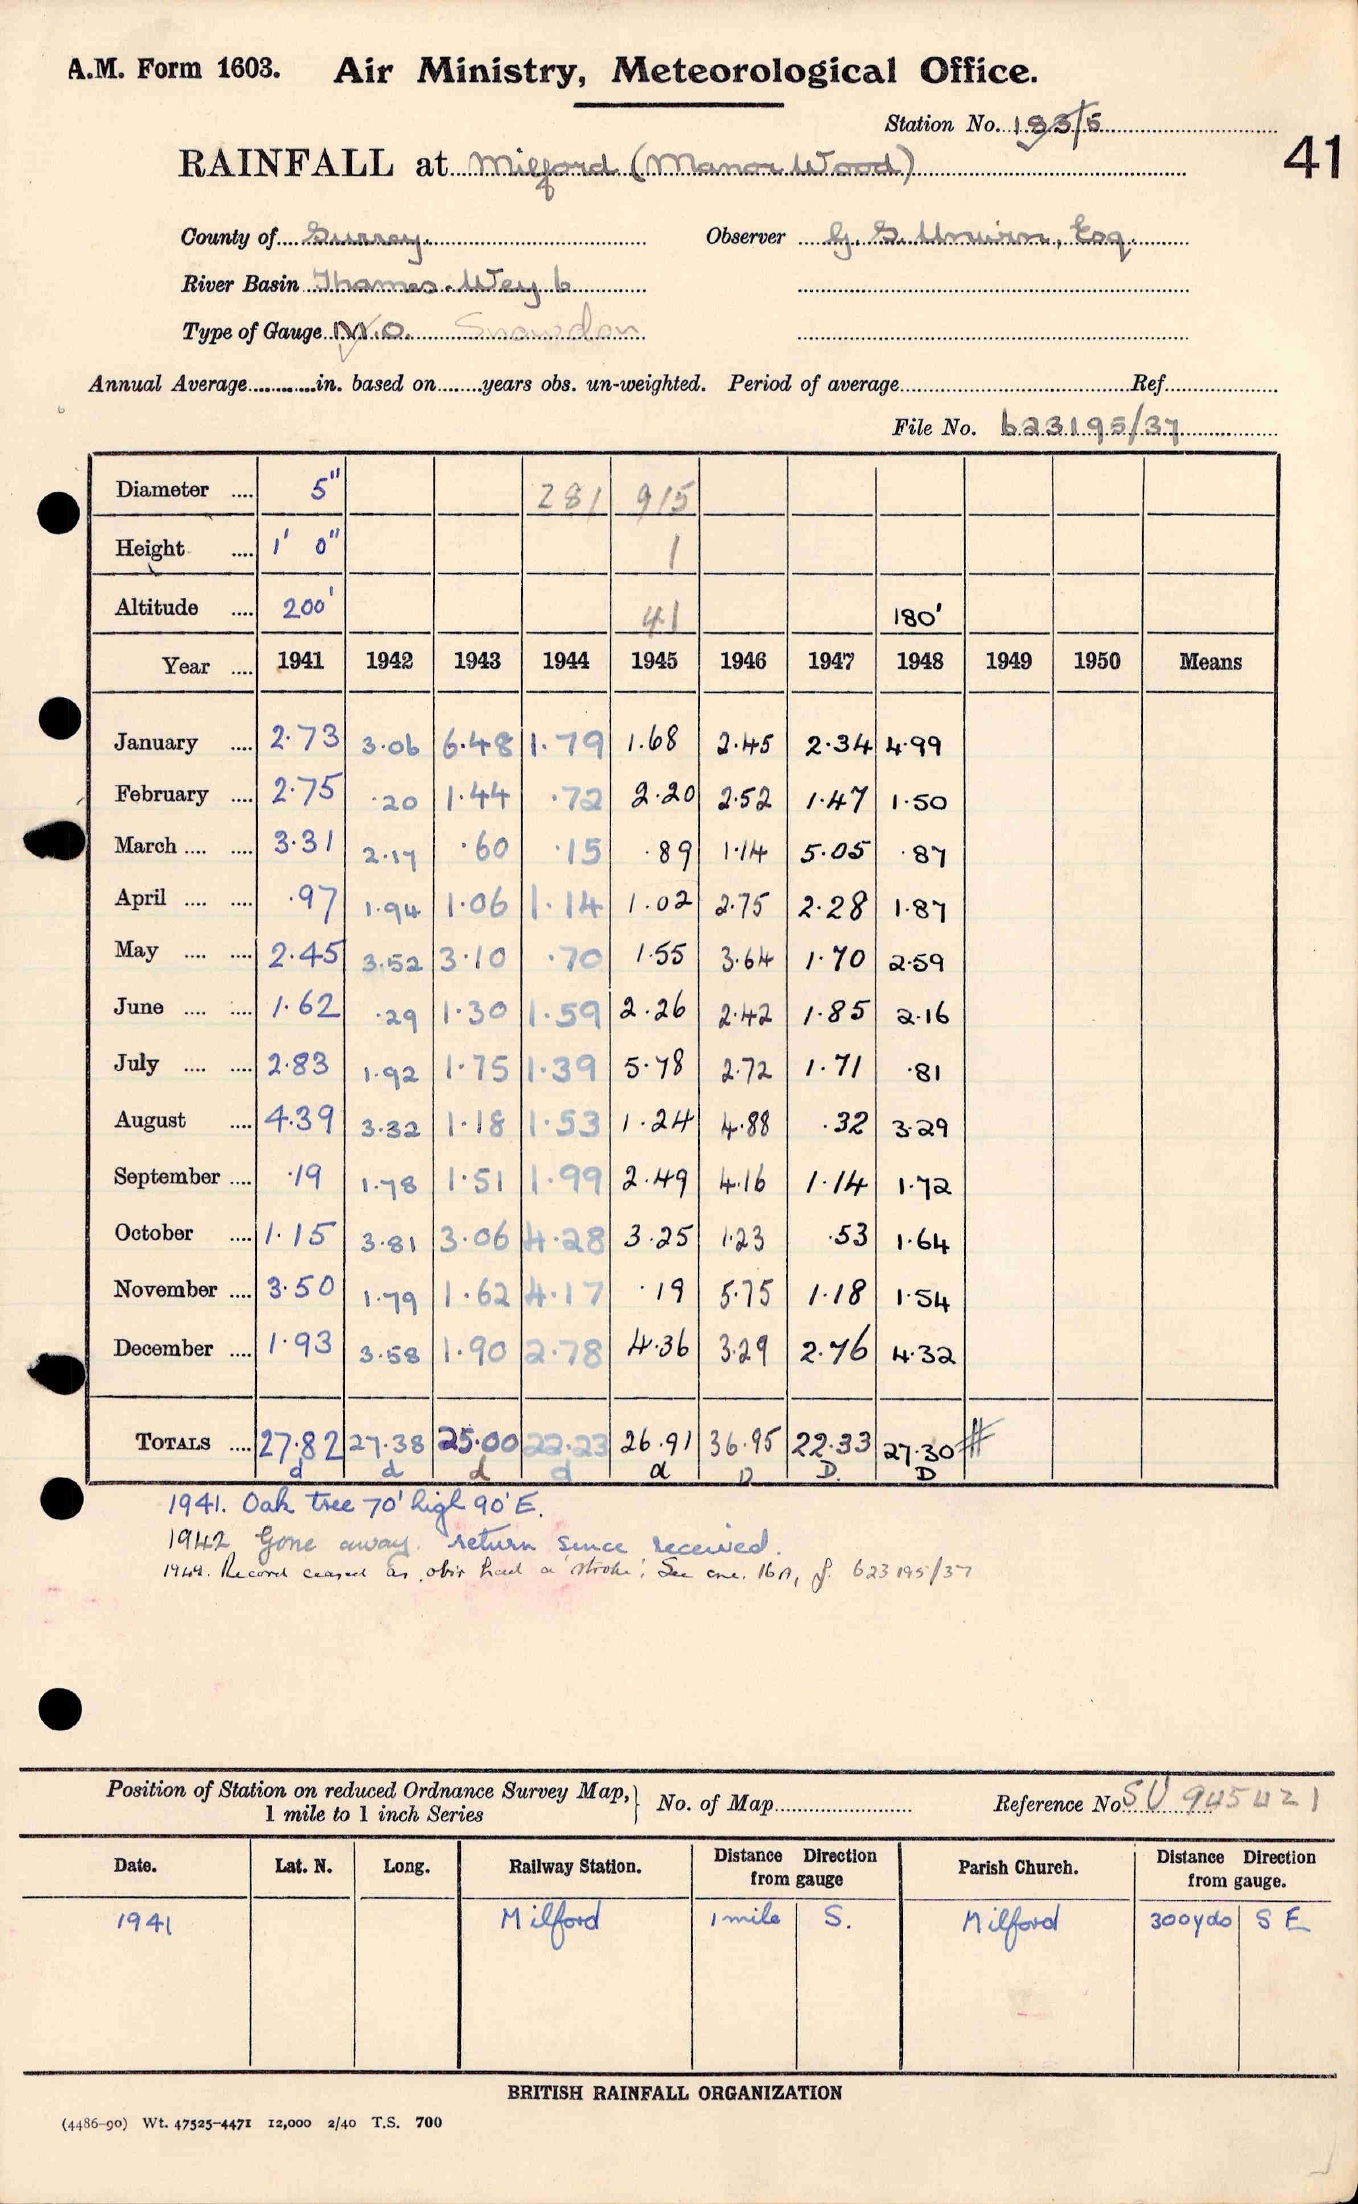 A.M. Form 1603. Air Ministry, Meteorological Office.
Station No. 183/5
41
RAINFALL at Milford (Manor Wood)
County of Surrey. Observer G. S. Unwin, Esq.
River Basin Thames. Wey 6
Type of Gauge M.O. Snowdon
Annual Average in. based on years obs. un-weighted. Period of average Ref.
File No. 623195/37
Diameter 5" 281 915
Height 1' 0" 1
Altitude 200' 41 180'
Year 1941 1942 1943 1944 1945 1946 1947 1948 1949 1950 Means
January 2.73 3.06 6.48 1.79 1.68 2.45 2.34 4.99
February 2.75 .20 1.44 .72 2.20 2.52 1.47 1.50
March 3.31 2.17 .60 .15 .89 1.14 5.05 .87
April .97 1.94 1.06 1.14 1.02 2.75 2.28 1.87
May 2.45 3.52 3.10 .70 1.55 3.64 1.70 2.59
June 1.62 .29 1.30 1.59 2.26 2.42 1.85 2.16
July 2.83 1.92 1.75 1.39 5.78 2.72 1.71 .81
August 4.39 3.32 1.18 1.53 1.24 4.88 .32 3.29
September .19 1.78 1.51 1.99 2.49 4.16 1.14 1.72
October 1.15 3.81 3.06 4.28 3.25 1.23 .53 1.64
November 3.50 1.79 1.62 4.17 .19 5.75 1.18 1.54
December 1.93 3.58 1.90 2.78 4.36 3.29 2.76 4.32
TOTALS 27.82 27.38 25.00 22.23 26.91 36.95 22.33 27.30 #
d d d d d D D. D
1941. Oak tree 70' high 90' E.
1942 Gone away. return since received.
1949. Record ceased as obsr had a 'stroke': See enc. 16A, f. 623195/37
Position of Station on reduced Ordnance Survey Map, No. of Map Reference No SU 945421
1 mile to 1 inch Series
Date. Lat. N. Long. Railway Station. Distance from gauge Direction Parish Church. Distance from gauge. Direction
1941 Milford 1 mile S. Milford 300yds S E
BRITISH RAINFALL ORGANIZATION
(4486-90) Wt. 47525-4471 12,000 2/40 T.S. 700